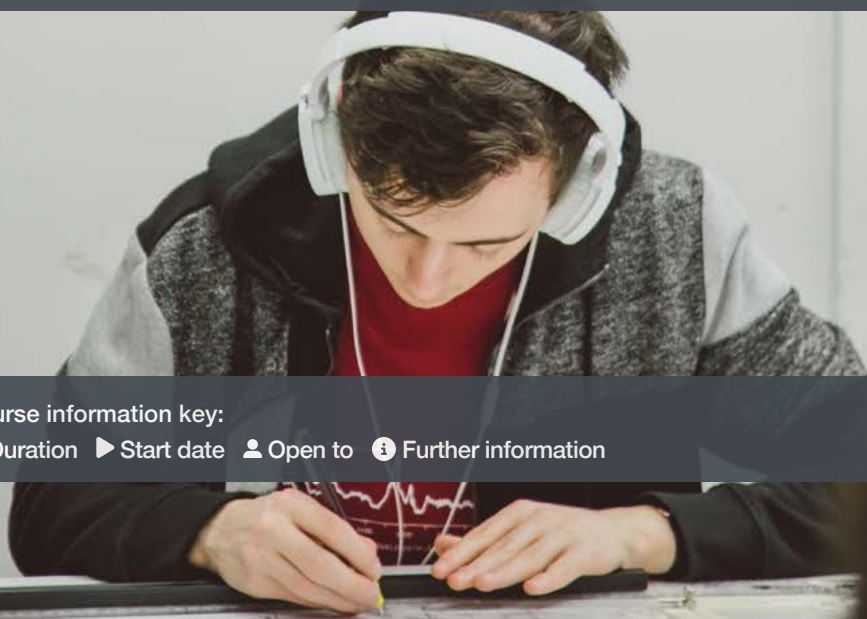 urse information key:
Duration Start date Open to Further information